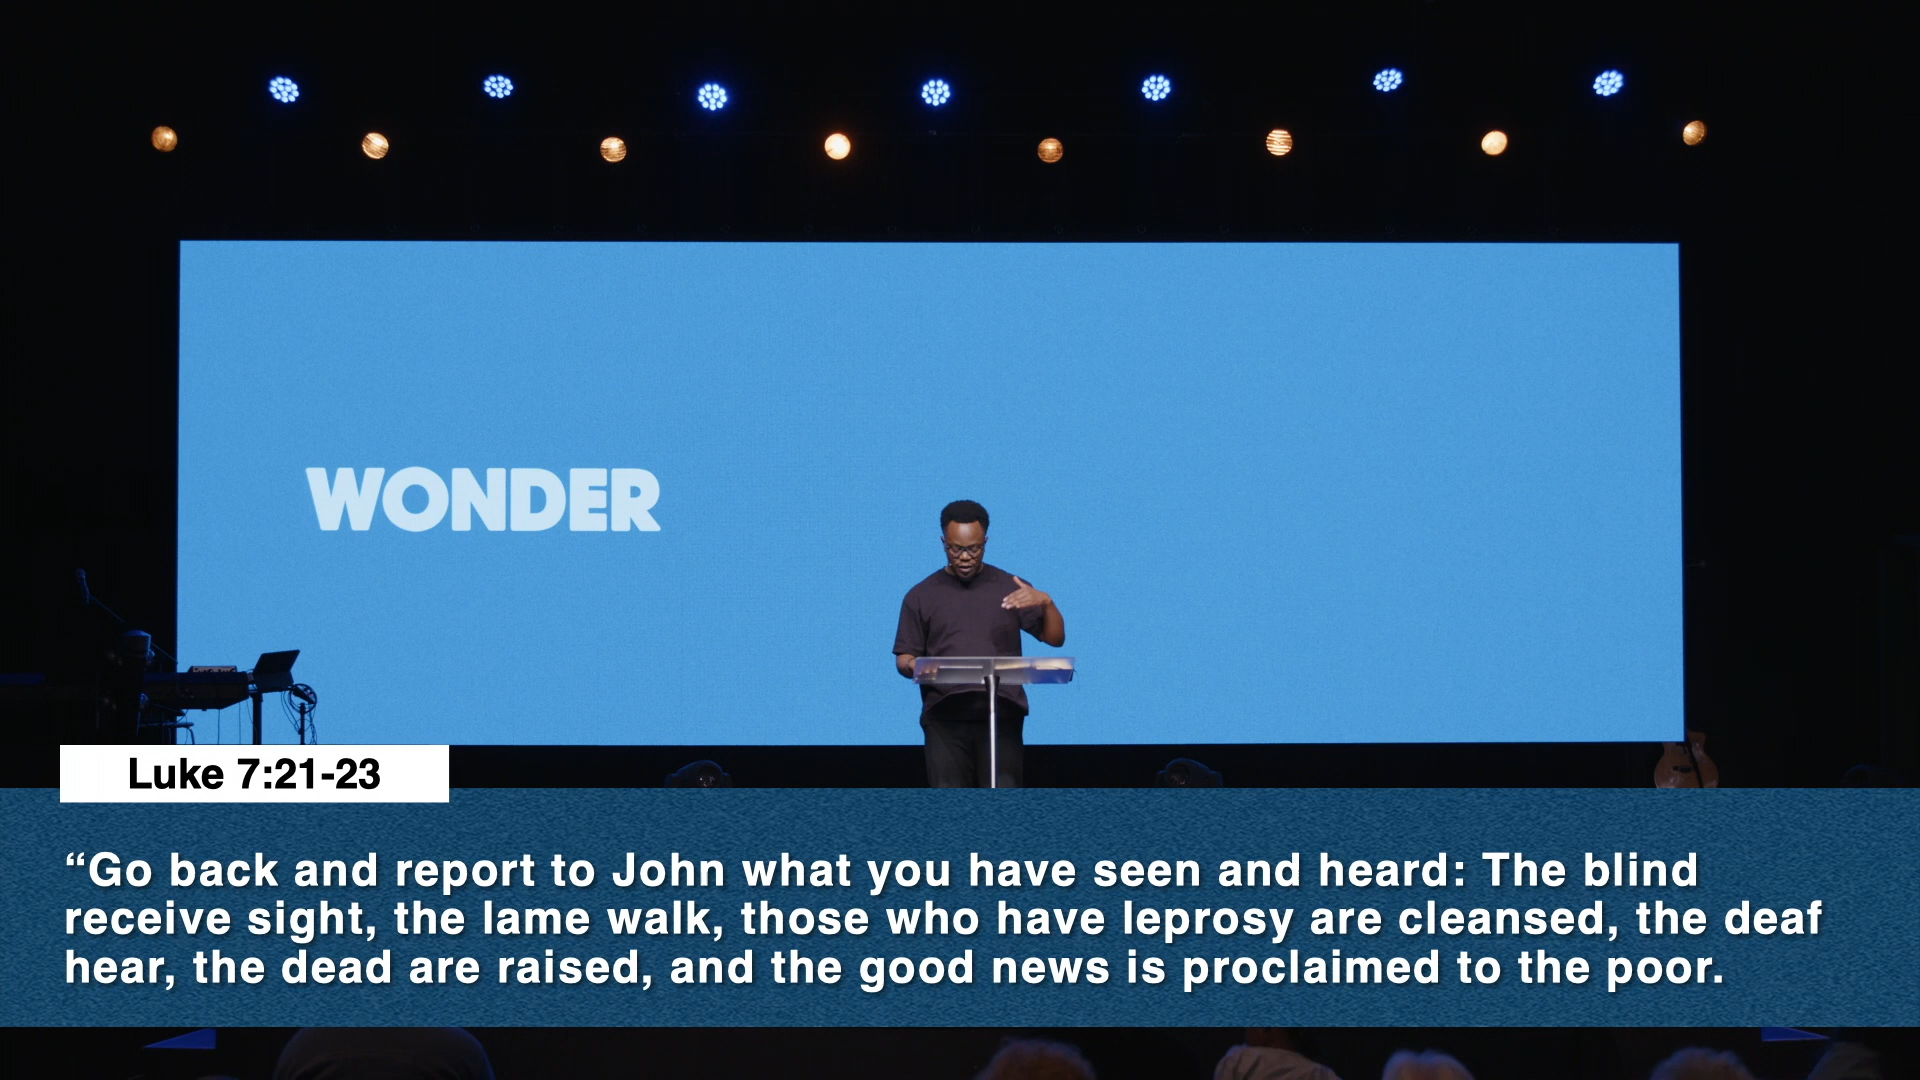 WONDER
Luke 7:21-23
“Go back and report to John what you have seen and heard: The blind
receive sight, the lame walk, those who have leprosy are cleansed, the deaf
hear, the dead are raised, and the good news is proclaimed to the poor.